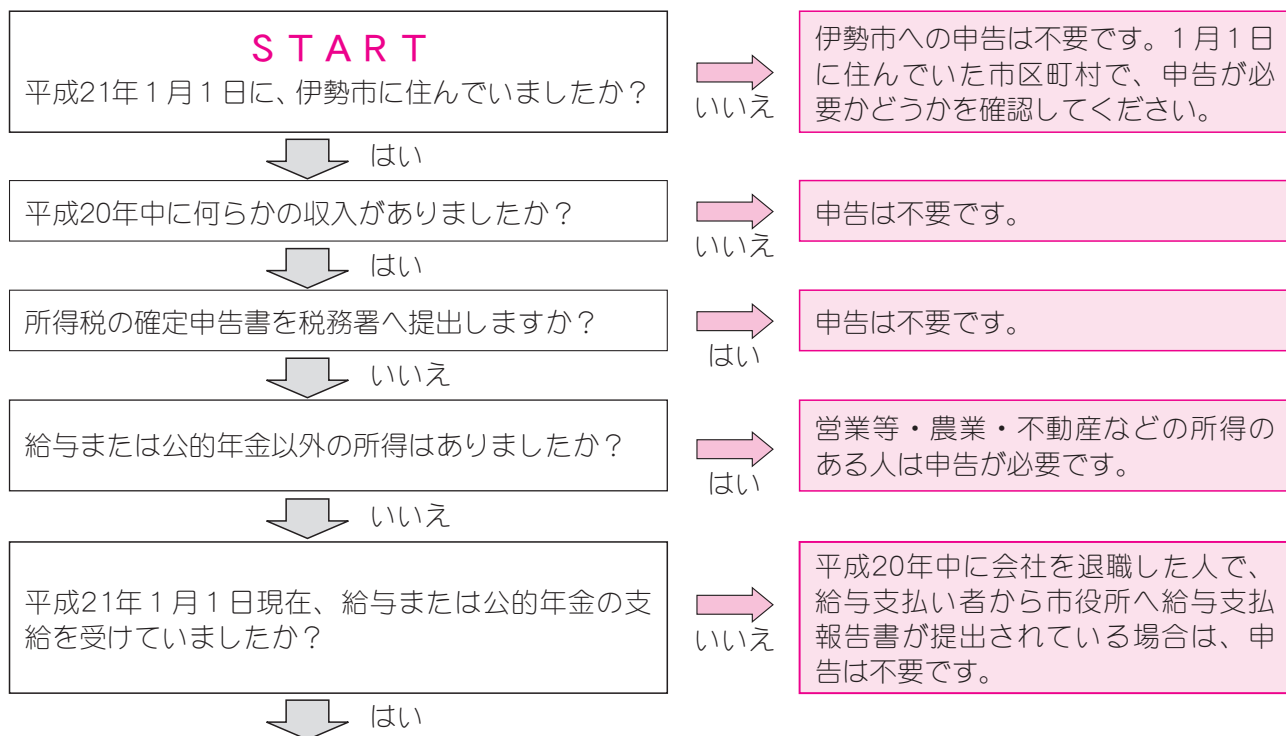 START
平成21年１月１日に、伊勢市に住んでいましたか？
いいえ
伊勢市への申告は不要です。１月１日
に住んでいた市区町村で、申告が必
要かどうかを確認してください。
はい
平成20年中に何らかの収入がありましたか？
いいえ
申告は不要です。
はい
所得税の確定申告書を税務署へ提出しますか？
はい
申告は不要です。
いいえ
給与または公的年金以外の所得はありましたか？
はい
営業等・農業・不動産などの所得の
ある人は申告が必要です。
いいえ
平成21年１月１日現在、給与または公的年金の支
給を受けていましたか？
いいえ
平成20年中に会社を退職した人で、
給与支払い者から市役所へ給与支払
報告書が提出されている場合は、申
告は不要です。
はい